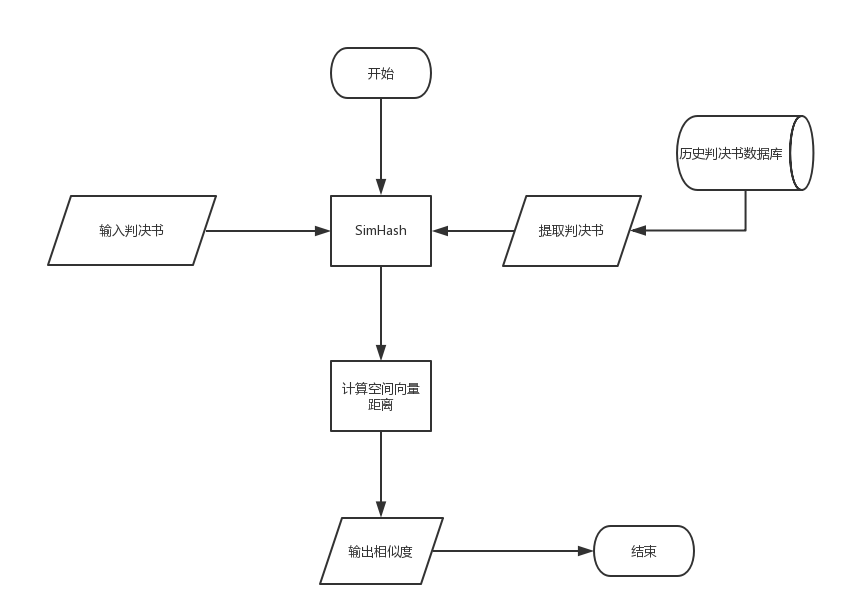 开始
历史判决书数据库
输入判决书
SimHash
提取判决书
计算空间向量
距离
输出相似度
结束